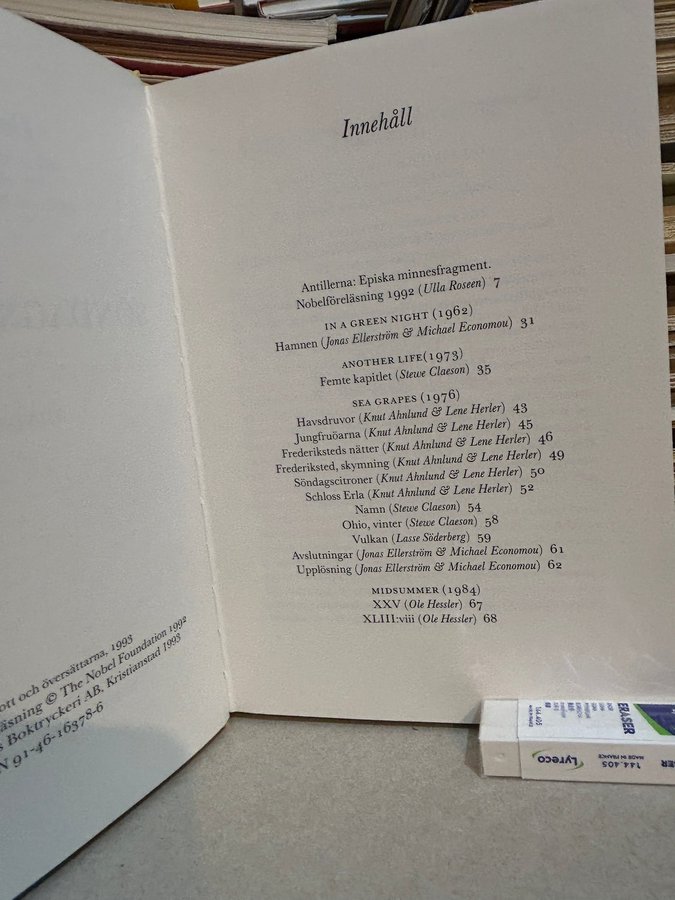 ott och översättarna, 1993
läsning © The Nobel Foundation 1992
s Boktryckeri AB, Kristianstad 1993
N 91-46-16378-6
Innehåll
Antillerna: Episka minnesfragment.
Nobelföreläsning 1992 (Ulla Roseen) 7
IN A GREEN NIGHT (1962)
Hamnen (Jonas Ellerström & Michael Economou) 31
ANOTHER LIFE(1973)
Femte kapitlet (Stewe Claeson) 35
SEA GRAPES (1976)
Havsdruvor (Knut Ahnlund & Lene Herler) 43
Jungfruöarna (Knut Ahnlund & Lene Herler) 45
Frederiksteds nätter (Knut Ahnlund & Lene Herler) 46
Frederiksted, skymning (Knut Ahnlund & Lene Herler) 49
Söndagscitroner (Knut Ahnlund & Lene Herler) 50
Schloss Erla (Knut Ahnlund & Lene Herler) 52
Namn (Stewe Claeson) 54
Ohio, vinter (Stewe Claeson) 58
Vulkan (Lasse Söderberg) 59
Avslutningar (Jonas Ellerström & Michael Economou) 61
Upplösning (Jonas Ellerström & Michael Economou) 62
MIDSUMMER (1984)
XXV (Ole Hessler) 67
XLIII:viii (Ole Hessler) 68
ERASER
144.405
Lyreco
MADE IN FRANCE
144.405